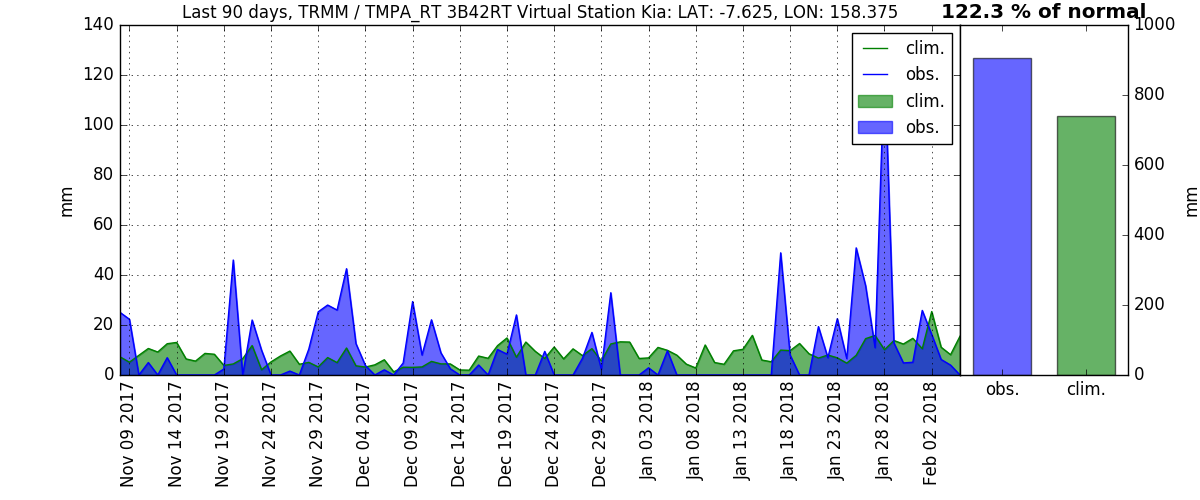 Last 90 days, TRMM / TMPA_RT 3B42RT Virtual Station Kia: LAT: -7.625, LON: 158.375
122.3 % of normal
140
120
100
80
60
40
20
0
mm
clim.
obs.
clim.
obs.
1000
800
600
400
200
0
mm
obs.
clim.
Nov 09 2017
Nov 14 2017
Nov 19 2017
Nov 24 2017
Nov 29 2017
Dec 04 2017
Dec 09 2017
Dec 14 2017
Dec 19 2017
Dec 24 2017
Dec 29 2017
Jan 03 2018
Jan 08 2018
Jan 13 2018
Jan 18 2018
Jan 23 2018
Jan 28 2018
Feb 02 2018